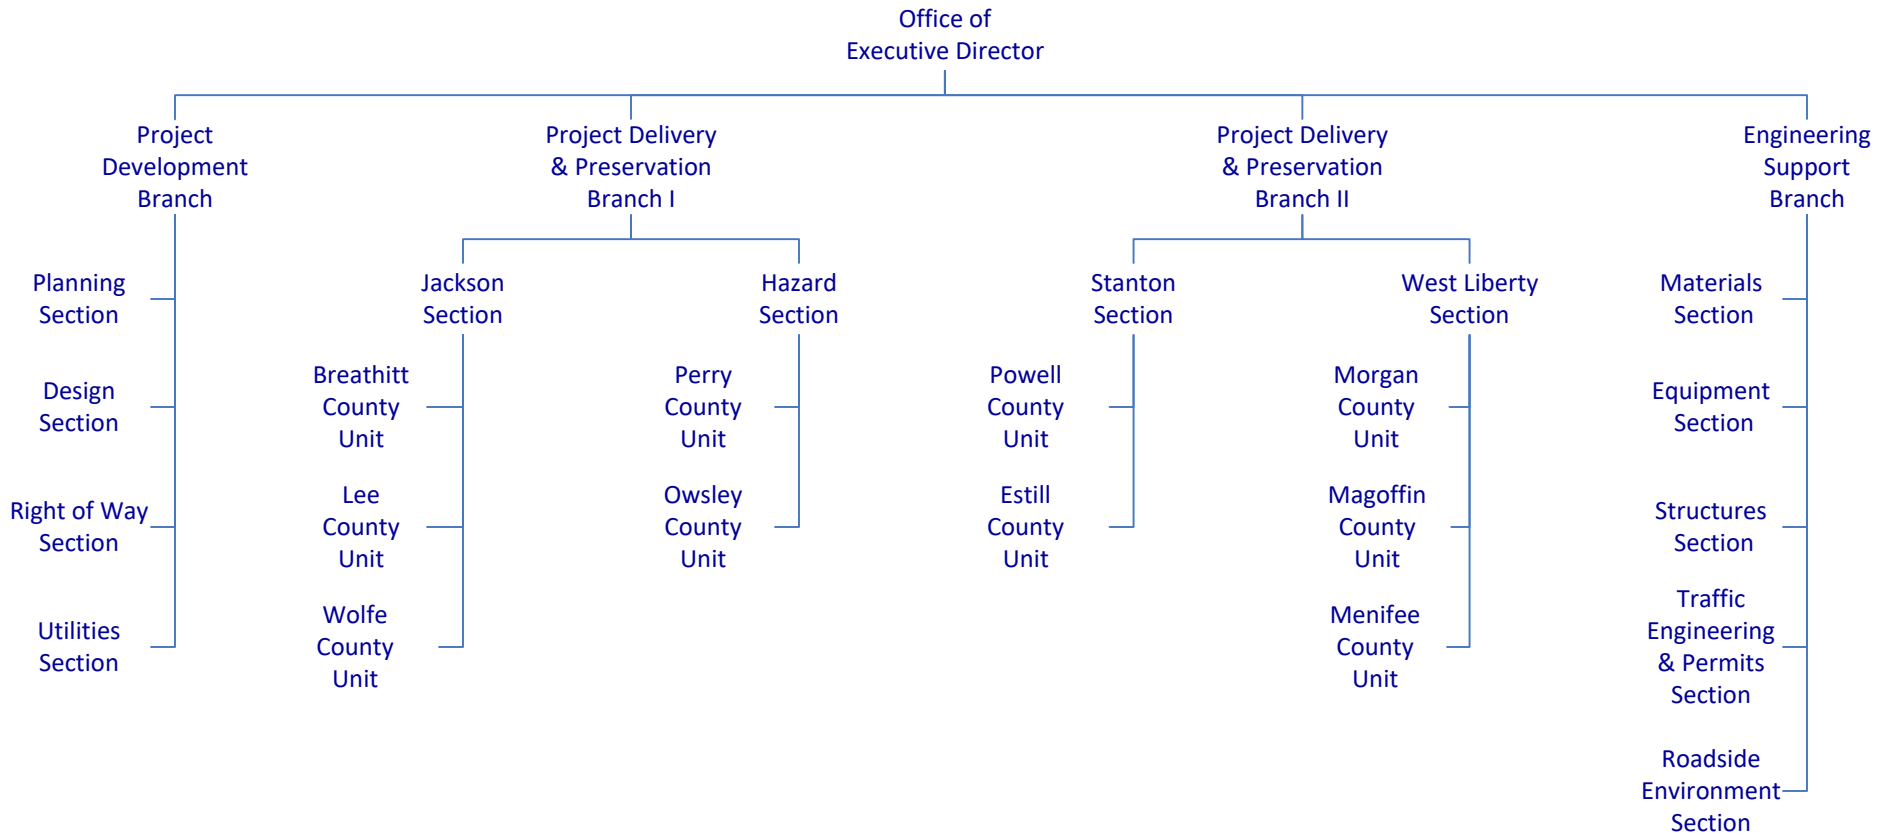 Office of
Executive Director
Project
Development
Branch
Project Delivery
& Preservation
Branch I
Project Delivery
& Preservation
Branch II
Engineering
Support
Branch
Planning
Section
Design
Section
Right of Way
Section
Utilities
Section
Jackson
Section
Breathitt
County
Unit
Lee
County
Unit
Wolfe
County
Unit
Hazard
Section
Perry
County
Unit
Owsley
County
Unit
Stanton
Section
Powell
County
Unit
Estill
County
Unit
West Liberty
Section
Morgan
County
Unit
Magoffin
County
Unit
Menifee
County
Unit
Materials
Section
Equipment
Section
Structures
Section
Traffic
Engineering
& Permits
Section
Roadside
Environment
Section